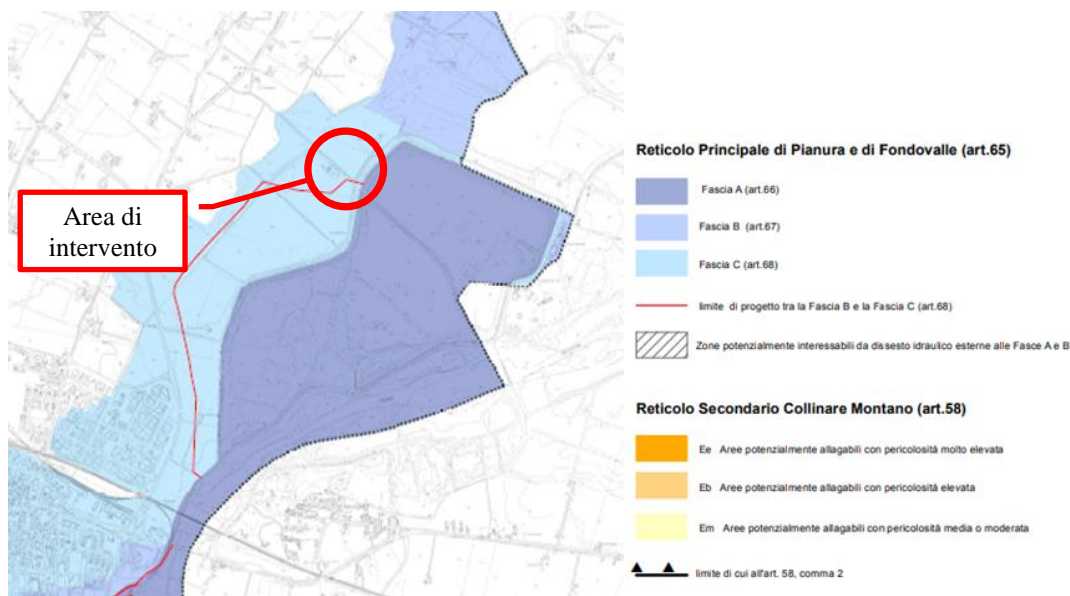 Area di
intervento
Reticolo Principale di Pianura e di Fondovalle (art.65)
Fascia A (art.66)
Fascia B (art.67)
Fascia C (art.68)
limite di progetto tra la Fascia B e la Fascia C (art.68)
Zone potenzialmente interessabili da dissesto idraulico esterne alle Fasce A e B
Reticolo Secondario Collinare Montano (art.58)
Ee Aree potenzialmente allagabili con pericolosità molto elevata
Eb Aree potenzialmente allagabili con pericolosità elevata
Em Aree potenzialmente allagabili con pericolosità media o moderata
limite di cui all'art. 58, comma 2